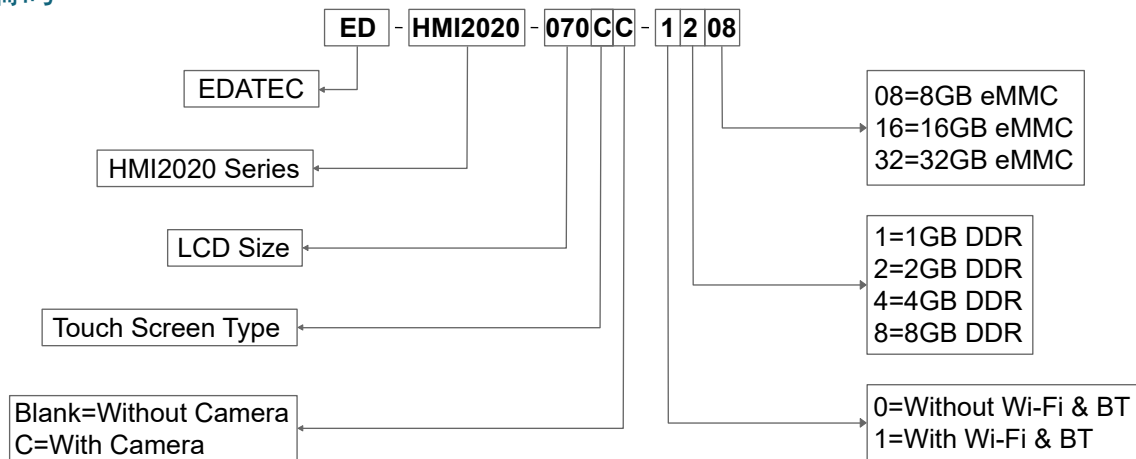 ED - HMI2020 - 070 C C - 1 2 08
EDATEC
HMI2020 Series
LCD Size
Touch Screen Type
Blank=Without Camera
C=With Camera
08=8GB eMMC
16=16GB eMMC
32=32GB eMMC
1=1GB DDR
2=2GB DDR
4=4GB DDR
8=8GB DDR
0=Without Wi-Fi & BT
1=With Wi-Fi & BT